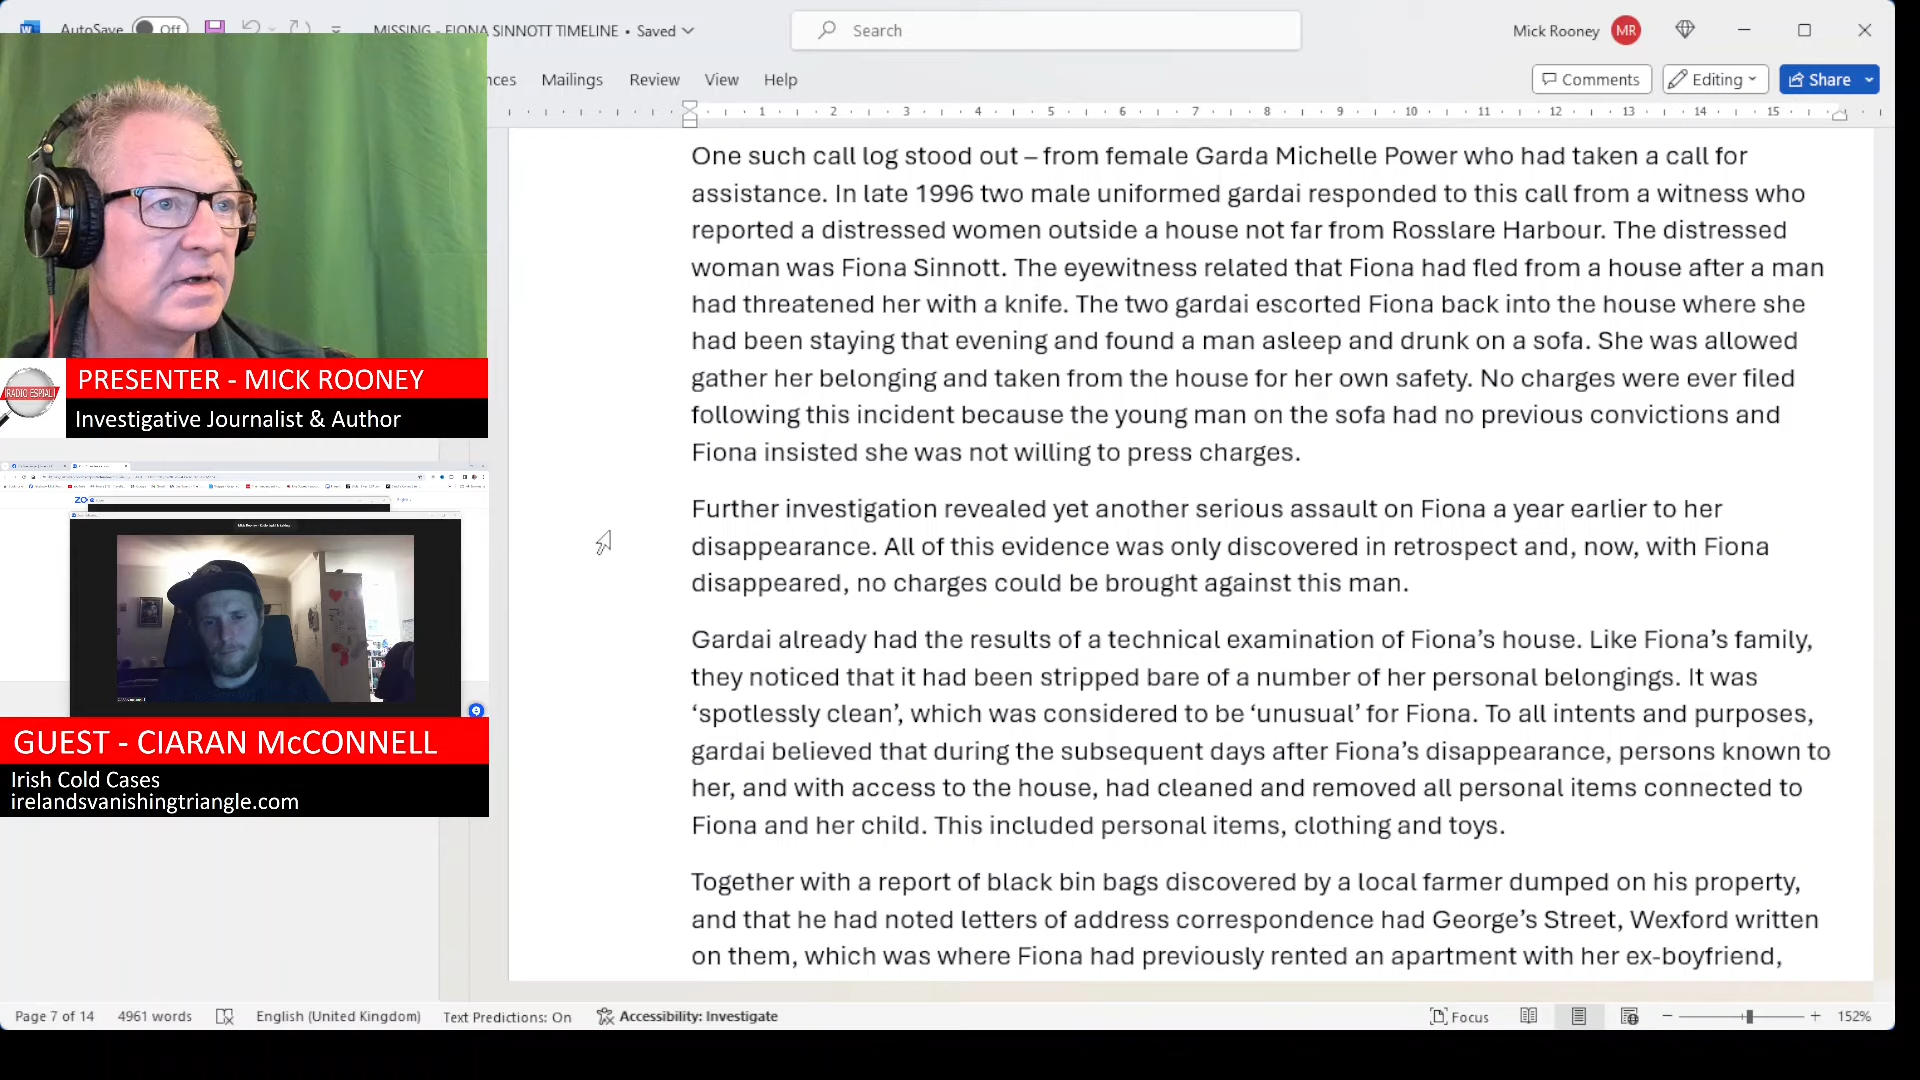 AutoSave Off
MISSING - FIONA SINNOTT TIMELINE • Saved
Search
Mick Rooney MR
nces Mailings Review View Help
Comments Editing Share
1 2 3 4 5 6 7 8 9 10 11 12 13 14 15
One such call log stood out – from female Garda Michelle Power who had taken a call for
assistance. In late 1996 two male uniformed gardai responded to this call from a witness who
reported a distressed women outside a house not far from Rosslare Harbour. The distressed
woman was Fiona Sinnott. The eyewitness related that Fiona had fled from a house after a man
had threatened her with a knife. The two gardai escorted Fiona back into the house where she
had been staying that evening and found a man asleep and drunk on a sofa. She was allowed
gather her belonging and taken from the house for her own safety. No charges were ever filed
following this incident because the young man on the sofa had no previous convictions and
Fiona insisted she was not willing to press charges.
Further investigation revealed yet another serious assault on Fiona a year earlier to her
disappearance. All of this evidence was only discovered in retrospect and, now, with Fiona
disappeared, no charges could be brought against this man.
Gardai already had the results of a technical examination of Fiona’s house. Like Fiona’s family,
they noticed that it had been stripped bare of a number of her personal belongings. It was
‘spotlessly clean’, which was considered to be ‘unusual’ for Fiona. To all intents and purposes,
gardai believed that during the subsequent days after Fiona’s disappearance, persons known to
her, and with access to the house, had cleaned and removed all personal items connected to
Fiona and her child. This included personal items, clothing and toys.
Together with a report of black bin bags discovered by a local farmer dumped on his property,
and that he had noted letters of address correspondence had George’s Street, Wexford written
on them, which was where Fiona had previously rented an apartment with her ex-boyfriend,
RADIO ESPIAL
PRESENTER - MICK ROONEY
Investigative Journalist & Author
GUEST - CIARAN McCONNELL
Irish Cold Cases
irelandsvanishingtriangle.com
Page 7 of 14 4961 words English (United Kingdom) Text Predictions: On Accessibility: Investigate
Focus 152%